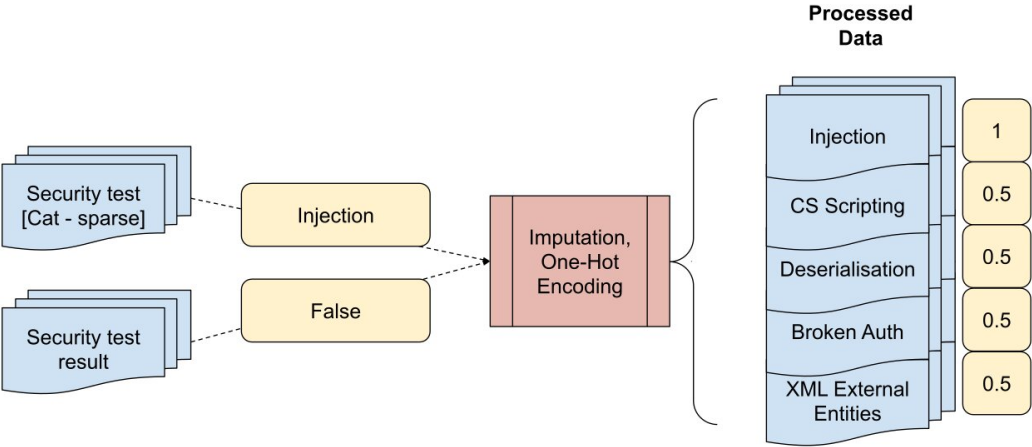 Processed
Data
Security test
[Cat - sparse]
Injection
Security test
result
False
Imputation,
One-Hot
Encoding
Injection
1
CS Scripting
0.5
Deserialisation
0.5
Broken Auth
0.5
XML External
Entities
0.5